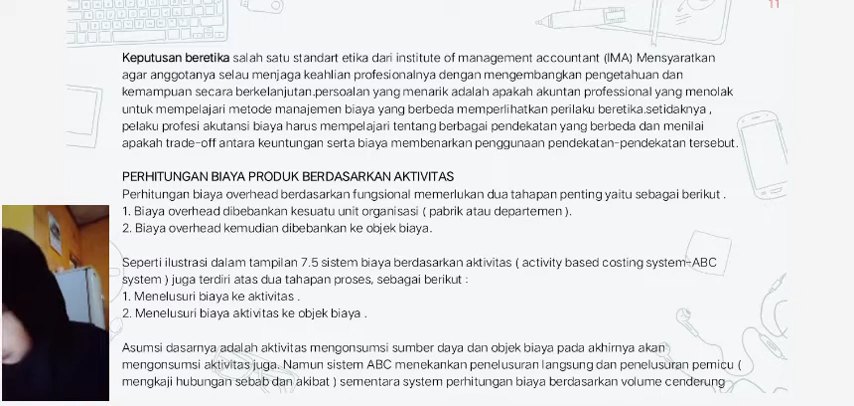 11
Keputusan beretika salah satu standart etika dari institute of management accountant (IMA) Mensyaratkan
agar anggotanya selau menjaga keahlian profesionalnya dengan mengembangkan pengetahuan dan
kemampuan secara berkelanjutan.persoalan yang menarik adalah apakah akuntan professional yang menolak
untuk mempelajari metode manajemen biaya yang berbeda memperlihatkan perilaku beretika.setidaknya ,
pelaku profesi akutansi biaya harus mempelajari tentang berbagai pendekatan yang berbeda dan menilai
apakah trade-off antara keuntungan serta biaya membenarkan penggunaan pendekatan-pendekatan tersebut.
PERHITUNGAN BIAYA PRODUK BERDASARKAN AKTIVITAS
Perhitungan biaya overhead berdasarkan fungsional memerlukan dua tahapan penting yaitu sebagai berikut .
1. Biaya overhead dibebankan kesuatu unit organisasi ( pabrik atau departemen ).
2. Biaya overhead kemudian dibebankan ke objek biaya.
Seperti ilustrasi dalam tampilan 7.5 sistem biaya berdasarkan aktivitas ( activity based costing system-ABC
system ) juga terdiri atas dua tahapan proses, sebagai berikut :
1. Menelusuri biaya ke aktivitas .
2. Menelusuri biaya aktivitas ke objek biaya .
Asumsi dasarnya adalah aktivitas mengonsumsi sumber daya dan objek biaya pada akhirnya akan
mengonsumsi aktivitas juga. Namun sistem ABC menekankan penelusuran langsung dan penelusuran pemicu (
mengkaji hubungan sebab dan akibat ) sementara system perhitungan biaya berdasarkan volume cenderung